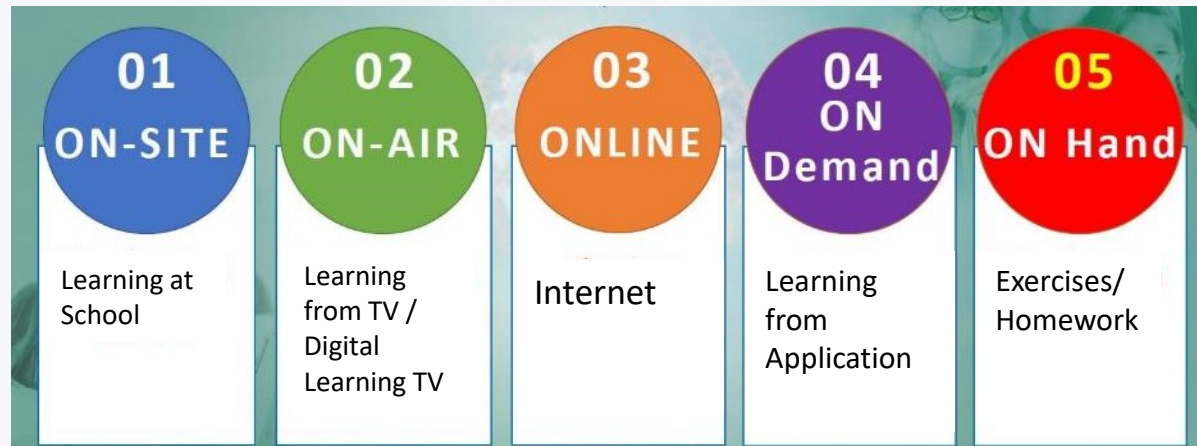 01
ON-SITE
Learning at
School
02
ON-AIR
Learning
from TV /
Digital
Learning TV
03
ONLINE
Internet
04
ON
Demand
Learning
from
Application
05
ON Hand
Exercises/
Homework